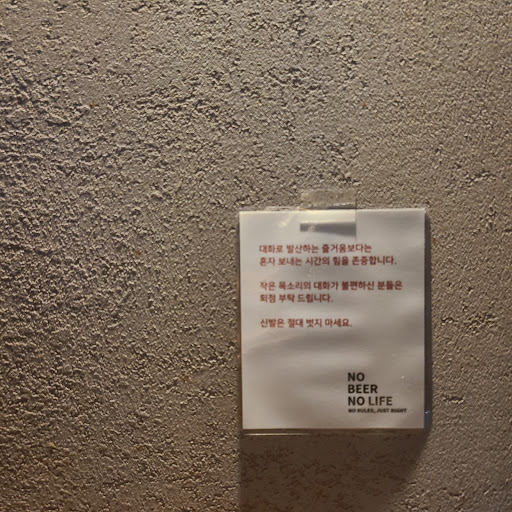 대화로 발산하는 즐거움보다는
혼자 보내는 시간의 힘을 존중합니다.
작은 목소리의 대화가 불편하신 분들은
퇴점 부탁 드립니다.
신발은 절대 벗지 마세요.
NO
BEER
NO LIFE
NO RULES, JUST RIGHT